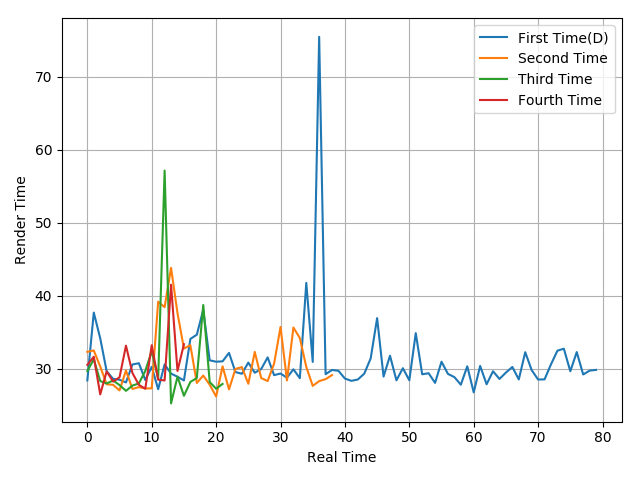 First Time(D)
Second Time
Third Time
Fourth Time
70
60
50
40
30
Render Time
0 10 20 30 40 50 60 70 80
Real Time